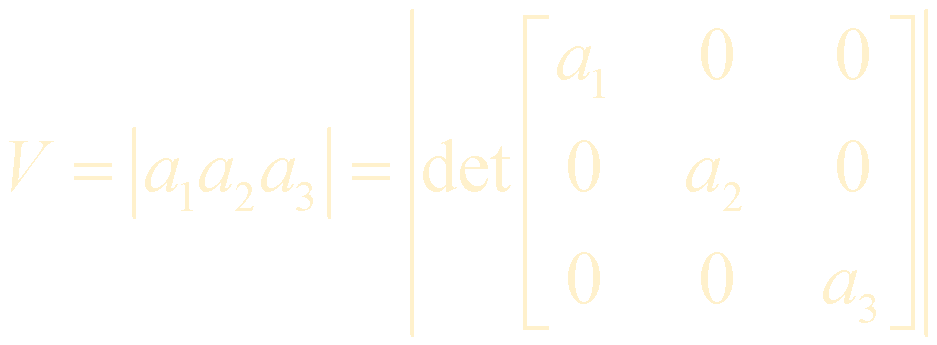 V = |a₁a₂a₃| = |det [a₁ 0 0
0 a₂ 0
0 0 a₃]|